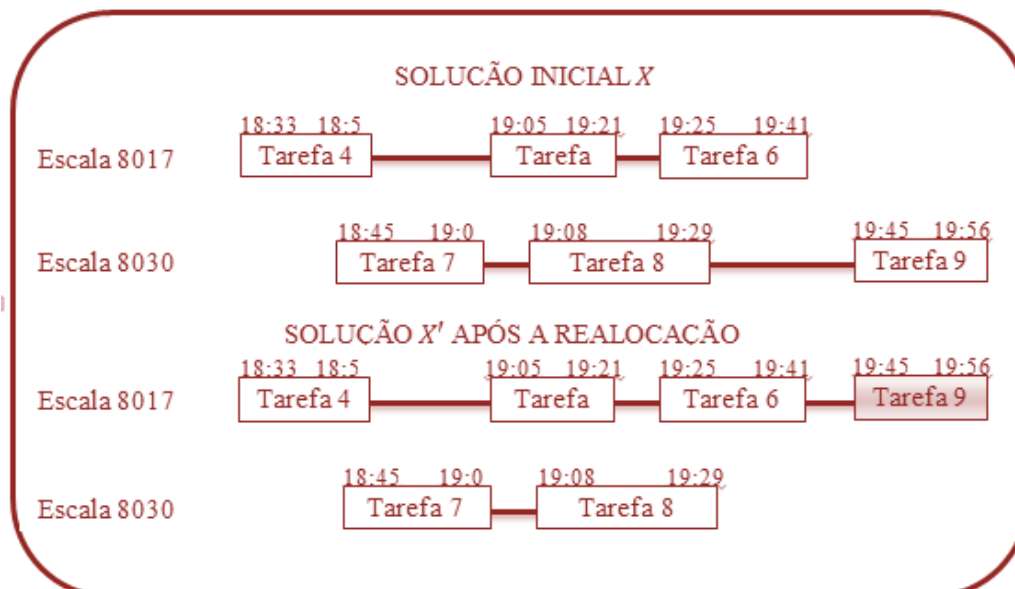 SOLUCÃO INICIAL X
18:33 18:5 19:05 19:21 19:25 19:41
Escala 8017 Tarefa 4 Tarefa Tarefa 6
18:45 19:0 19:08 19:29 19:45 19:56
Escala 8030 Tarefa 7 Tarefa 8 Tarefa 9
SOLUÇÃO X' APÓS A REALOCAÇÃO
18:33 18:5 19:05 19:21 19:25 19:41 19:45 19:56
Escala 8017 Tarefa 4 Tarefa Tarefa 6 Tarefa 9
18:45 19:0 19:08 19:29
Escala 8030 Tarefa 7 Tarefa 8